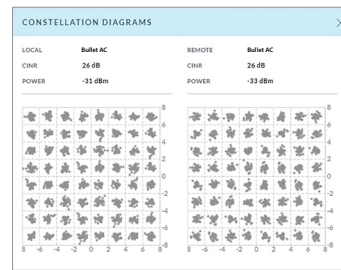 CONSTELLATION DIAGRAMS
LOCAL Bullet AC REMOTE Bullet AC
CINR 26 dB CINR 26 dB
POWER -31 dBm POWER -33 dBm
8 8
6 6
4 4
2 2
0 0
-2 -2
-4 -4
-6 -6
-8 -8
8 -6 -4 -2 0 2 4 6 8 8 -6 -4 -2 0 2 4 6 8